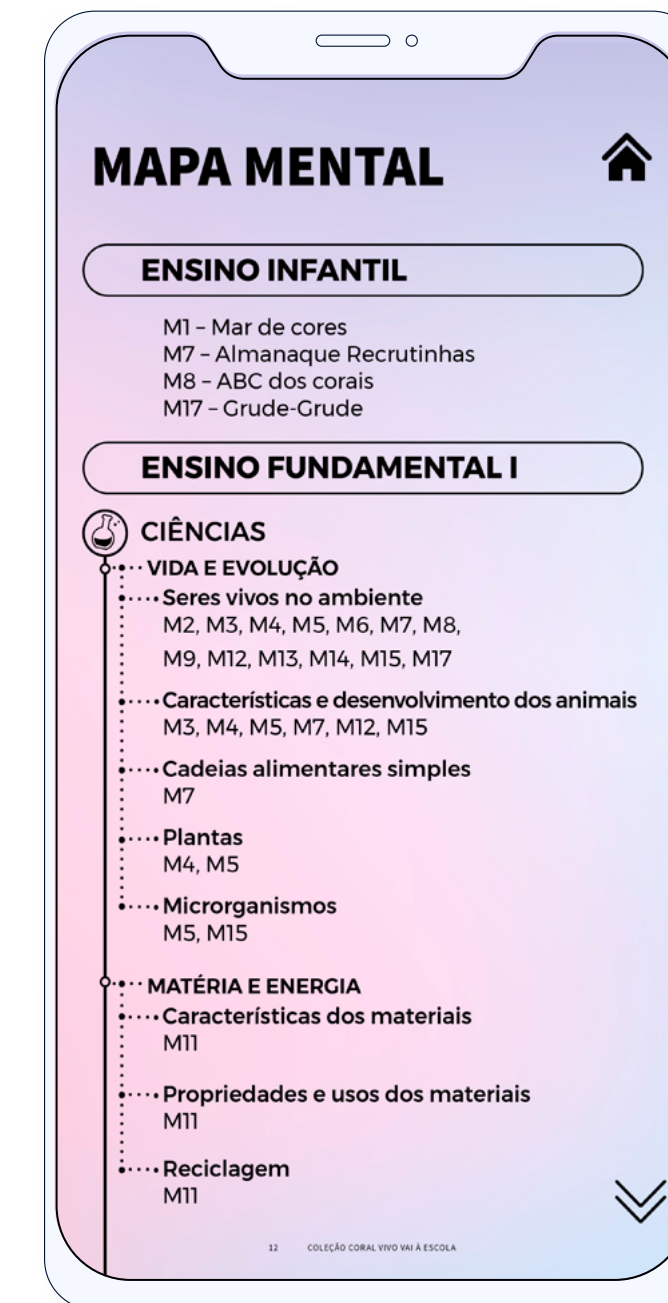 MAPA MENTAL
ENSINO INFANTIL
M1 – Mar de cores
M7 – Almanaque Recrutinhas
M8 – ABC dos corais
M17 – Grude-Grude
ENSINO FUNDAMENTAL I
CIÊNCIAS
VIDA E EVOLUÇÃO
Seres vivos no ambiente
M2, M3, M4, M5, M6, M7, M8,
M9, M12, M13, M14, M15, M17
Características e desenvolvimento dos animais
M3, M4, M5, M7, M12, M15
Cadeias alimentares simples
M7
Plantas
M4, M5
Microrganismos
M5, M15
MATÉRIA E ENERGIA
Características dos materiais
M11
Propriedades e usos dos materiais
M11
Reciclagem
M11
12 COLEÇÃO CORAL VIVO VAI À ESCOLA